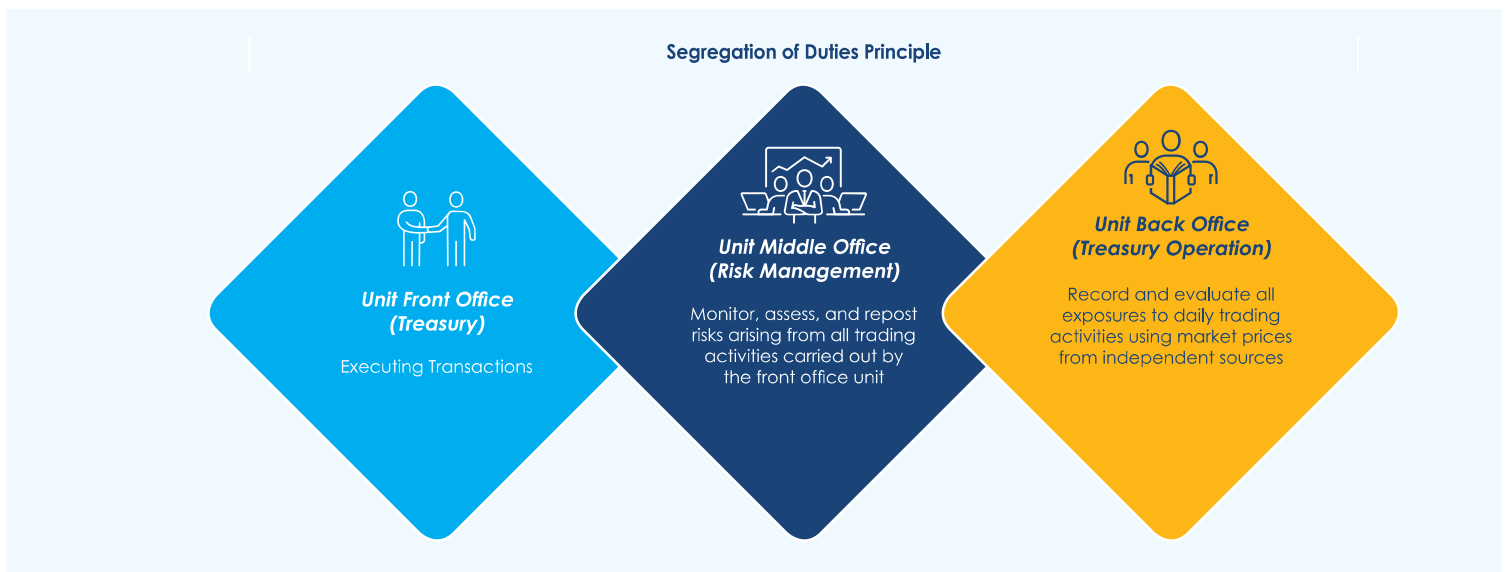 Segregation of Duties Principle
Unit Front Office
(Treasury)
Executing Transactions
Unit Middle Office
(Risk Management)
Monitor, assess, and repost
risks arising from all trading
activities carried out by
the front office unit
Unit Back Office
(Treasury Operation)
Record and evaluate all
exposures to daily trading
activities using market prices
from independent sources